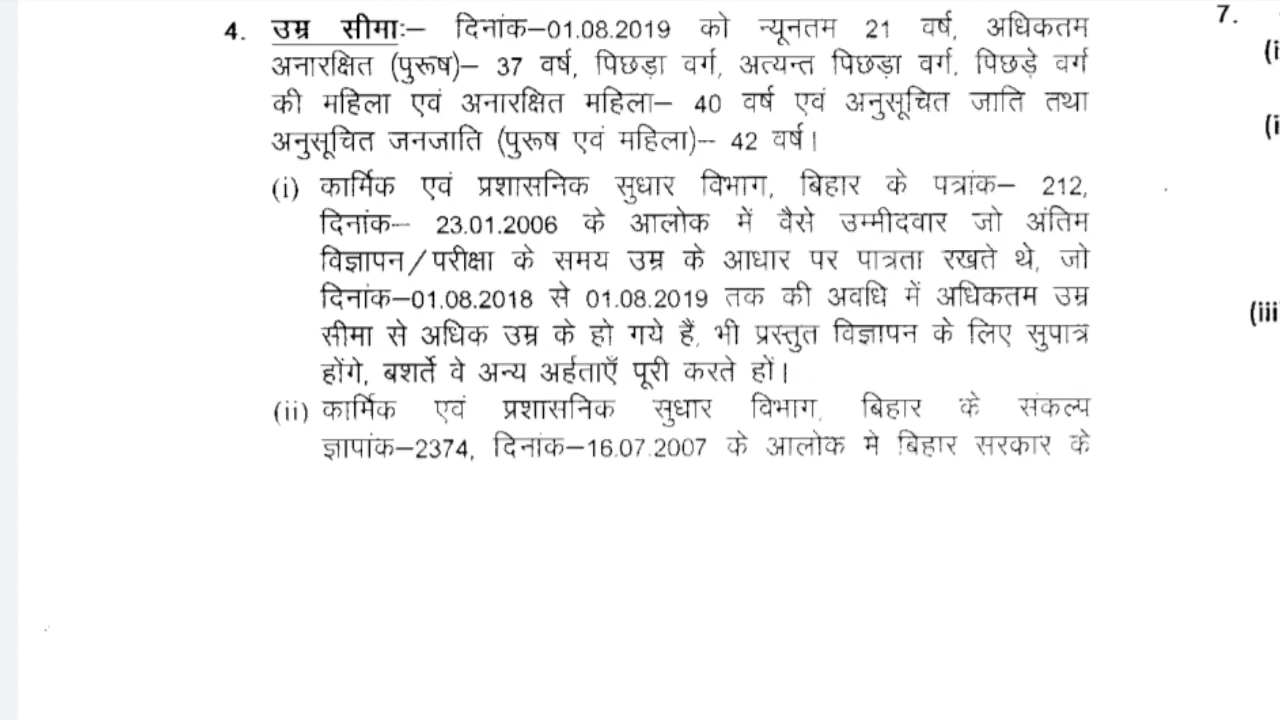 4. उम्र सीमाः– दिनांक–01.08.2019 को न्यूनतम 21 वर्ष, अधिकतम
अनारक्षित (पुरूष)– 37 वर्ष, पिछड़ा वर्ग, अत्यन्त पिछड़ा वर्ग, पिछड़े वर्ग
की महिला एवं अनारक्षित महिला– 40 वर्ष एवं अनुसूचित जाति तथा
अनुसूचित जनजाति (पुरूष एवं महिला)– 42 वर्ष।
(i) कार्मिक एवं प्रशासनिक सुधार विभाग, बिहार के पत्रांक– 212,
दिनांक– 23.01.2006 के आलोक में वैसे उम्मीदवार जो अंतिम
विज्ञापन/परीक्षा के समय उम्र के आधार पर पात्रता रखते थे, जो
दिनांक–01.08.2018 से 01.08.2019 तक की अवधि में अधिकतम उम्र
सीमा से अधिक उम्र के हो गये हैं, भी प्रस्तुत विज्ञापन के लिए सुपात्र
होंगे, बशर्ते वे अन्य अर्हताएँ पूरी करते हों।
(ii) कार्मिक एवं प्रशासनिक सुधार विभाग, बिहार के संकल्प
ज्ञापांक–2374, दिनांक–16.07.2007 के आलोक मे बिहार सरकार के
7.
(i
(i
(iii